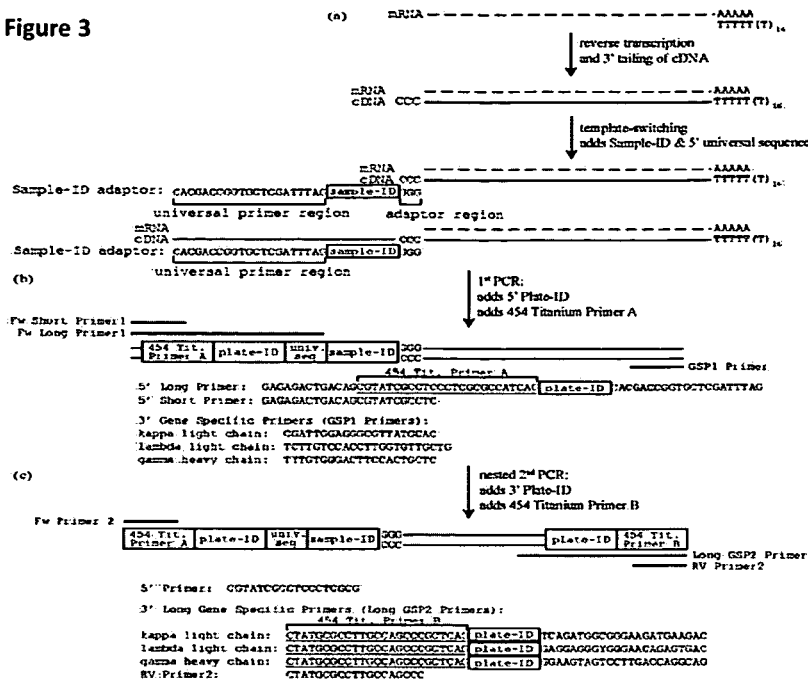 Figure 3
(a)
mRNA AAAAA
TTTTT(T)
reverse transcription
and 3' tailing of cDNA
mRNA AAAAA
cDNA CCC TTTTT(T)
template-switching
adds Sample-ID & 5' universal sequence
mRNA AAAAA
cDNA CCC TTTTT(T)
Sample-ID adaptor: CACGACCGGTGCTCGATTTAG sample-ID GGG
universal primer region adaptor region
mRNA AAAAA
cDNA CCC TTTTT(T)
Sample-ID adaptor: CACGACCGGTGCTCGATTTAG sample-ID GGG
universal primer region
(b)
1st PCR:
adds 5' Plate-ID
adds 454 Titanium Primer A
Fw Short Primer1
Fw Long Primer1
454 Tit. Primer A plate-ID univ. seq sample-ID GGG
CCC
GSP1 Primer
454 Tit. Primer A
5' Long Primer: GAGAGACTGACAGCGTATCGCCTCCCTCGCGCCATCAG plate-ID CACGACCGGTGCTCGATTTAG
5' Short Primer: GAGAGACTGACAGCGTATCGCCTC
3' Gene Specific Primers (GSP1 Primers):
kappa light chain: CGATTGGAGGGCGTTATCCAC
lambda light chain: TCTTGTCCACCTTGGTGTTGCTG
gamma heavy chain: TTTGTGGGACTTCCACTGCTC
(c)
nested 2nd PCR:
adds 3' Plate-ID
adds 454 Titanium Primer B
Fw Primer 2
454 Tit. Primer A plate-ID univ. seq sample-ID GGG plate-ID 454 Tit. Primer B
CCC
Long GSP2 Primer
RV Primer2
5' Primer: CGTATCGCCTCCCTCGCG
3' Long Gene Specific Primers (Long GSP2 Primers):
454 Tit. Primer B
kappa light chain: CTATGCGCCTTGCCAGCCCGCTCAG plate-ID TCAGATGGCGGGAAGATGAAGAC
lambda light chain: CTATGCGCCTTGCCAGCCCGCTCAG plate-ID GAGGAGGGYGGGAACAGAGTGAC
gamma heavy chain: CTATGCGCCTTGCCAGCCCGCTCAG plate-ID GGAAGTAGTCCTTGACCAGGCAG
RV Primer2: CTATGCGCCTTGCCAGCCC